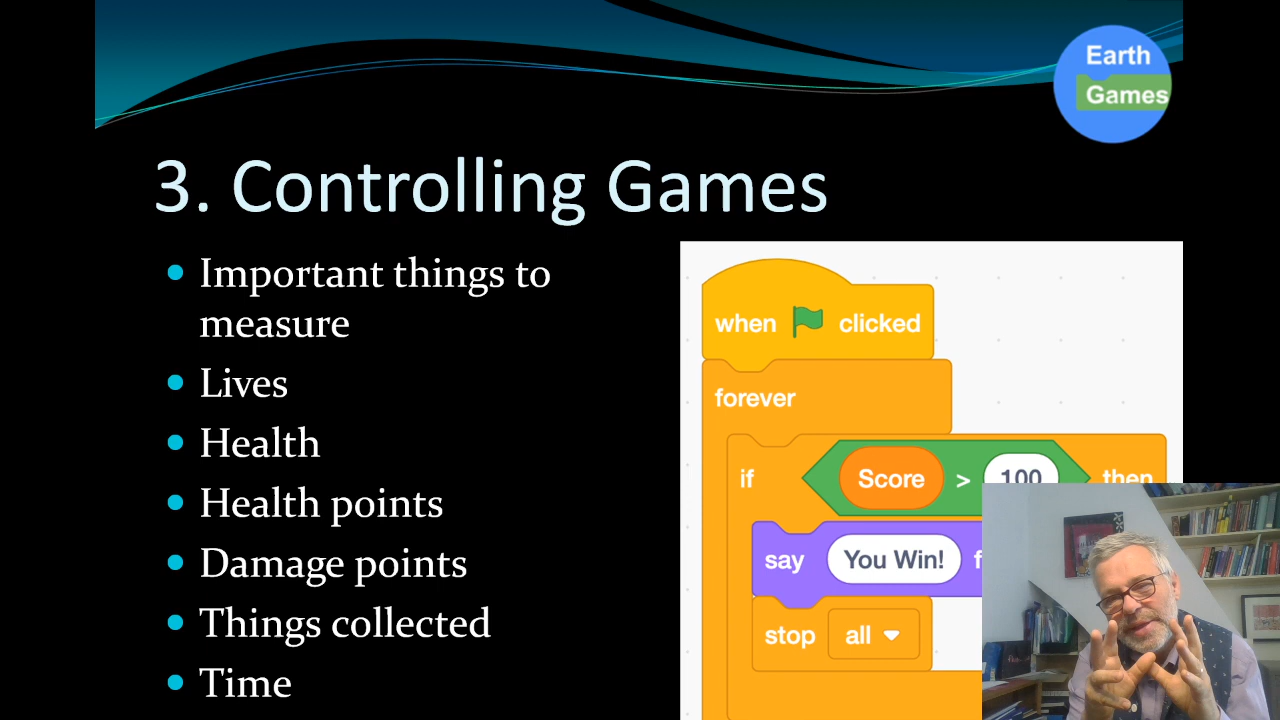 Earth
Games
3. Controlling Games
Important things to
measure
Lives
Health
Health points
Damage points
Things collected
Time
when clicked
forever
if Score > 100 then
say You Win!
stop all